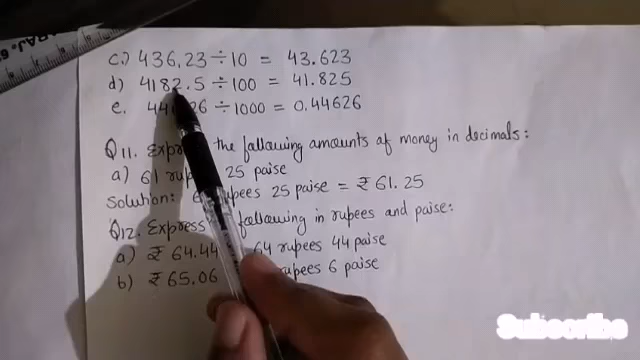 c.) 436.23 ÷ 10 = 43.623
d) 4182.5 ÷ 100 = 41.825
e. 44 26 ÷ 1000 = 0.44626
Q11. Express the following amounts of money in decimals:
a) 61 rup 25 paise
Solution: 6 rupees 25 paise = ₹ 61.25
Q12. Express following in rupees and paise:
a) ₹ 64.44 64 rupees 44 paise
b) ₹ 65.06 rupees 6 paise
Subscribe